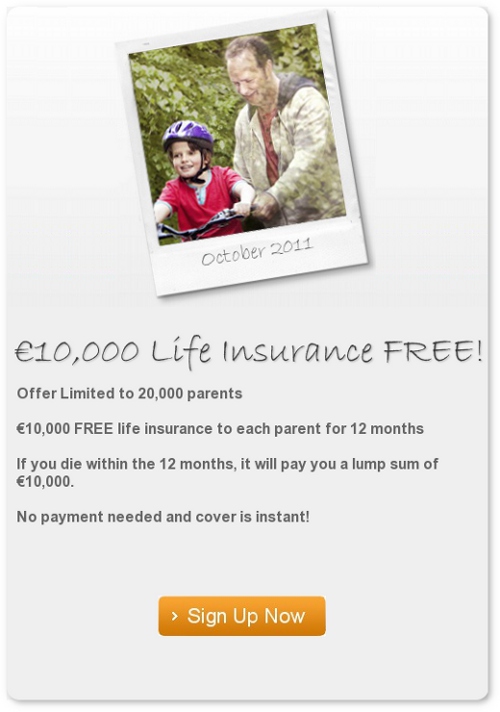 October 2011
€10,000 Life Insurance FREE!
Offer Limited to 20,000 parents
€10,000 FREE life insurance to each parent for 12 months
If you die within the 12 months, it will pay you a lump sum of
€10,000.
No payment needed and cover is instant!
Sign Up Now